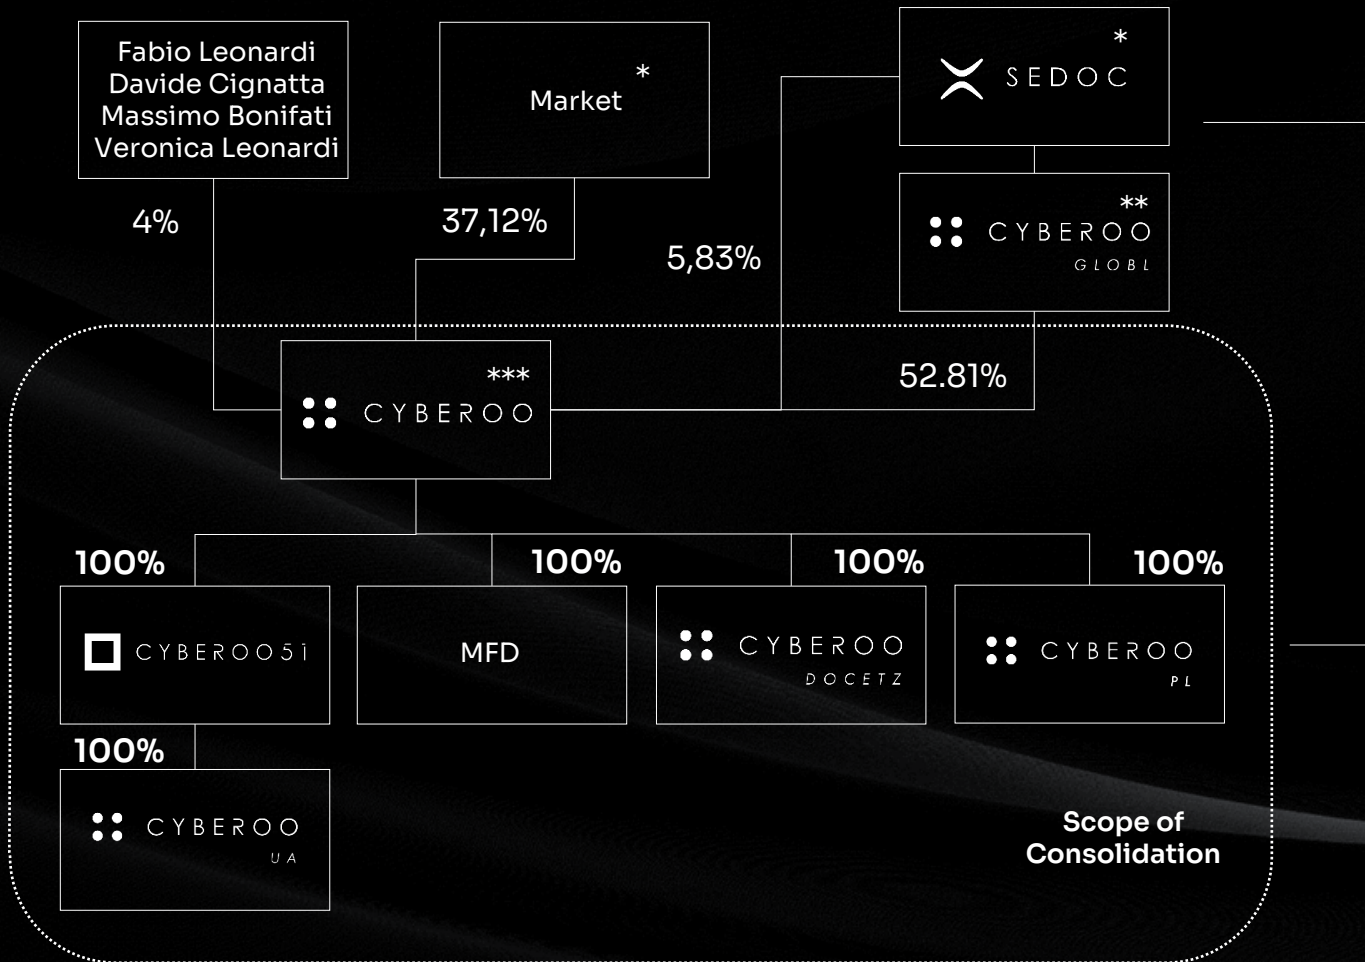 Fabio Leonardi
Davide Cignatta
Massimo Bonifati
Veronica Leonardi
*
Market
*
SEDOC
**
CYBEROO
GLOBL
4%
37,12%
5,83%
52.81%
***
CYBEROO
100%
100%
100%
100%
CYBEROO51
MFD
CYBEROO
DOCETZ
CYBEROO
PL
100%
CYBEROO
UA
Scope of
Consolidation